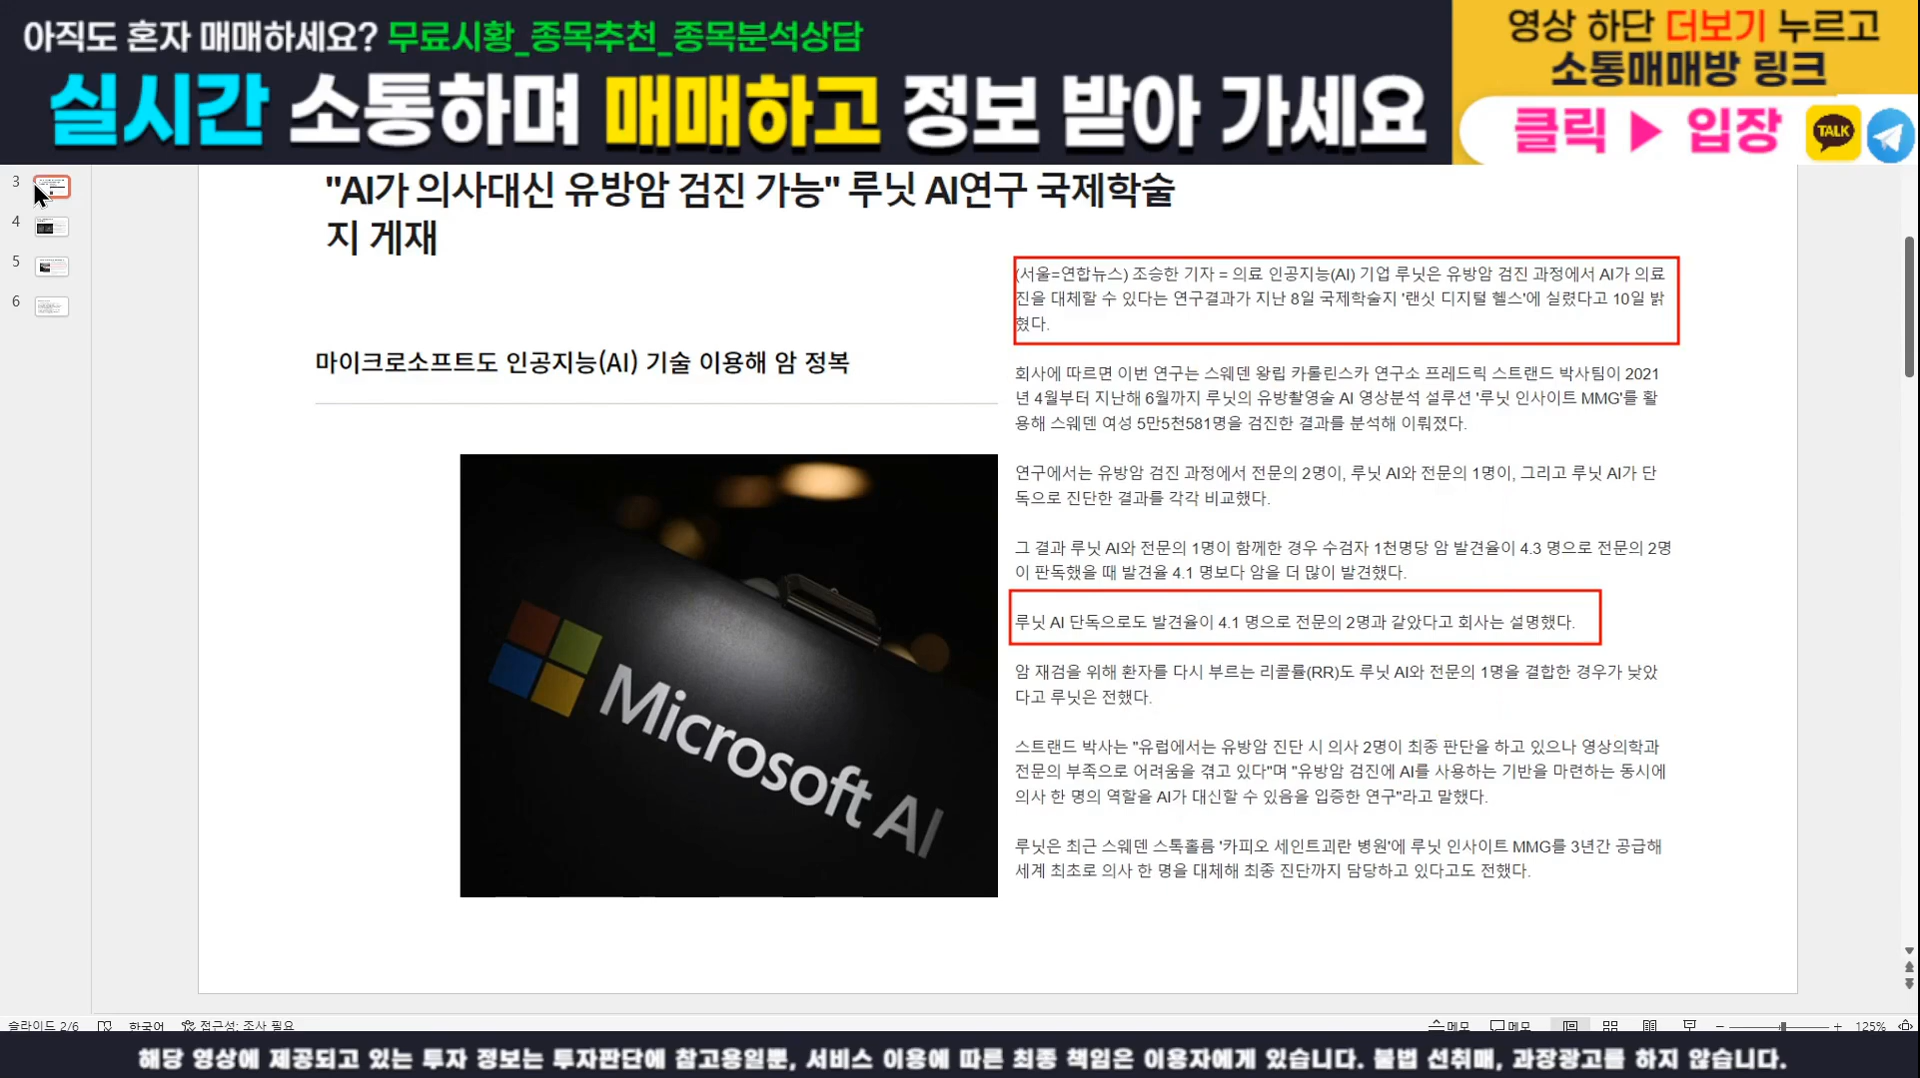 아직도 혼자 매매하세요? 무료시황_종목추천_종목분석상담
실시간 소통하며 매매하고 정보 받아 가세요
영상 하단 더보기 누르고
소통매매방 링크
클릭 ▶ 입장
TALK
3
4
5
6
"AI가 의사대신 유방암 검진 가능" 루닛 AI연구 국제학술
지 게재
마이크로소프트도 인공지능(AI) 기술 이용해 암 정복
Microsoft AI
(서울=연합뉴스) 조승한 기자 = 의료 인공지능(AI) 기업 루닛은 유방암 검진 과정에서 AI가 의료
진을 대체할 수 있다는 연구결과가 지난 8일 국제학술지 '랜싯 디지털 헬스'에 실렸다고 10일 밝
혔다.
회사에 따르면 이번 연구는 스웨덴 왕립 카롤린스카 연구소 프레드릭 스트랜드 박사팀이 2021
년 4월부터 지난해 6월까지 루닛의 유방촬영술 AI 영상분석 설루션 '루닛 인사이트 MMG'를 활
용해 스웨덴 여성 5만5천581명을 검진한 결과를 분석해 이뤄졌다.
연구에서는 유방암 검진 과정에서 전문의 2명이, 루닛 AI와 전문의 1명이, 그리고 루닛 AI가 단
독으로 진단한 결과를 각각 비교했다.
그 결과 루닛 AI와 전문의 1명이 함께한 경우 수검자 1천명당 암 발견율이 4.3 명으로 전문의 2명
이 판독했을 때 발견율 4.1 명보다 암을 더 많이 발견했다.
루닛 AI 단독으로도 발견율이 4.1 명으로 전문의 2명과 같았다고 회사는 설명했다.
암 재검을 위해 환자를 다시 부르는 리콜률(RR)도 루닛 AI와 전문의 1명을 결합한 경우가 낮았
다고 루닛은 전했다.
스트랜드 박사는 "유럽에서는 유방암 진단 시 의사 2명이 최종 판단을 하고 있으나 영상의학과
전문의 부족으로 어려움을 겪고 있다"며 "유방암 검진에 AI를 사용하는 기반을 마련하는 동시에
의사 한 명의 역할을 AI가 대신할 수 있음을 입증한 연구"라고 말했다.
루닛은 최근 스웨덴 스톡홀름 '카피오 세인트괴란 병원'에 루닛 인사이트 MMG를 3년간 공급해
세계 최초로 의사 한 명을 대체해 최종 진단까지 담당하고 있다고도 전했다.
슬라이드 2/6 한국어 접근성: 조사 필요 메모 메모 125%
해당 영상에 제공되고 있는 투자 정보는 투자판단에 참고용일뿐, 서비스 이용에 따른 최종 책임은 이용자에게 있습니다. 불법 선취매, 과장광고를 하지 않습니다.